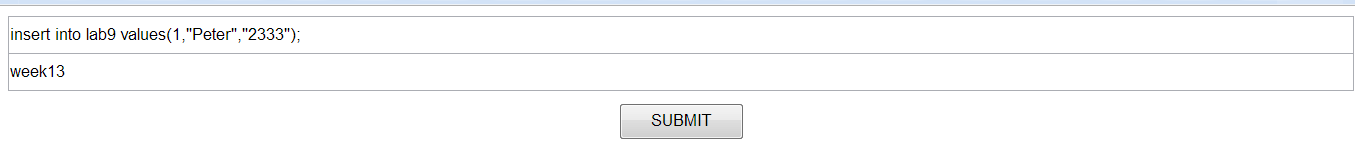 insert into lab9 values(1,"Peter","2333");
week13
SUBMIT